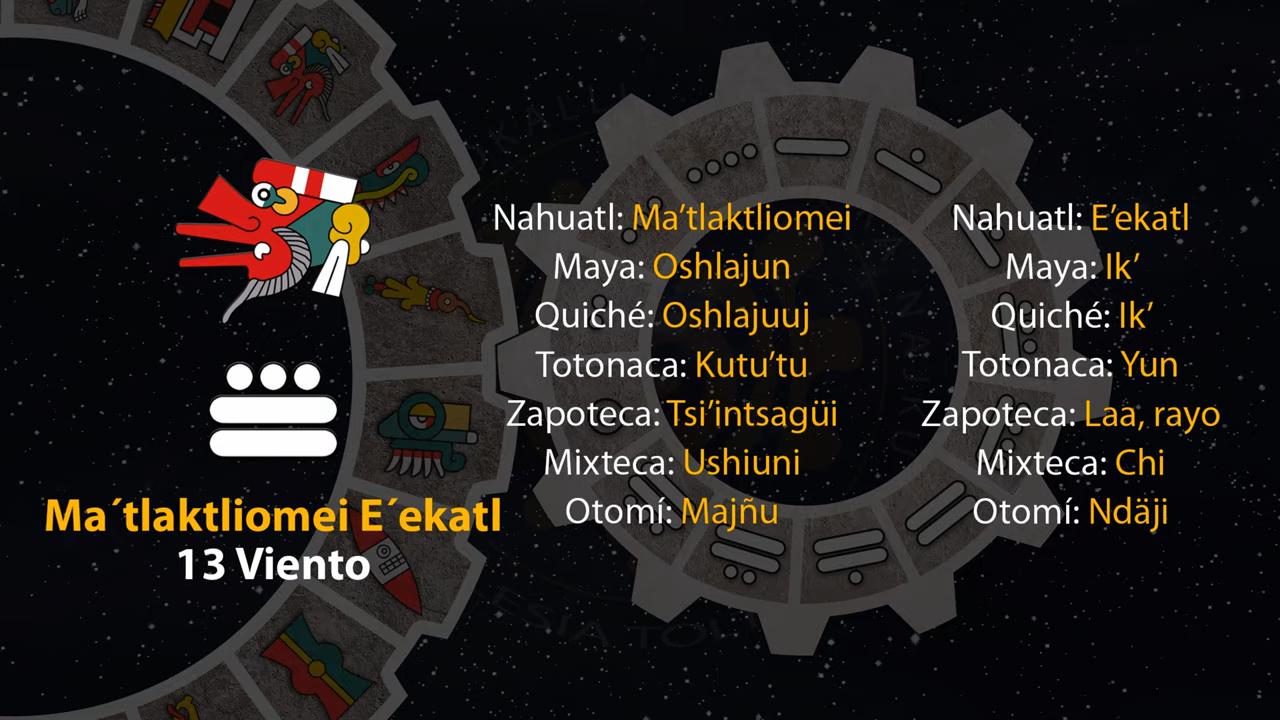 Nahuatl: Ma’tlaktliomei
Maya: Oshlajun
Quiché: Oshlajuuj
Totonaca: Kutu’tu
Zapoteca: Tsi’intsagüi
Mixteca: Ushiuni
Otomí: Majñu
Nahuatl: E’ekatl
Maya: Ik’
Quiché: Ik’
Totonaca: Yun
Zapoteca: Laa, rayo
Mixteca: Chi
Otomí: Ndäji
Ma´tlaktliomei E´ekatl
13 Viento